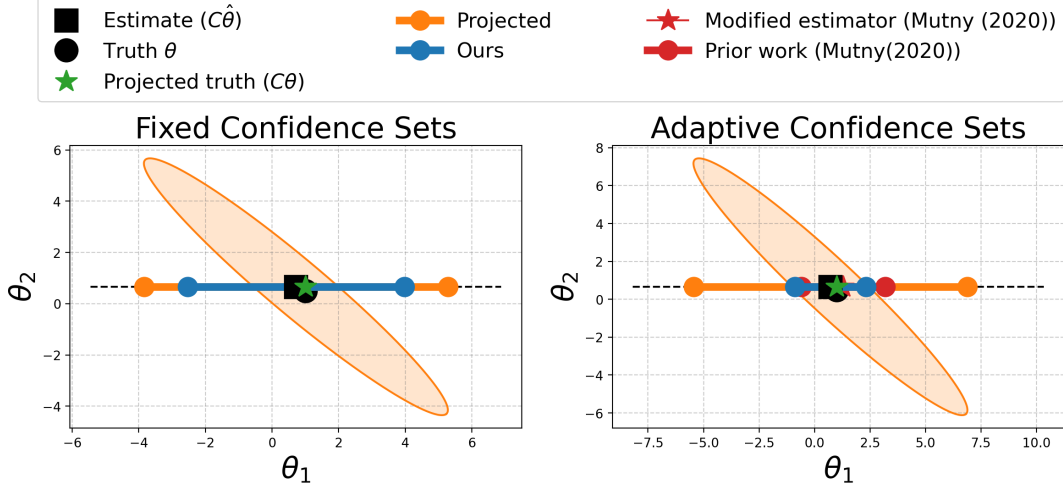 Estimate (Cθ̂)
Truth θ
Projected truth (Cθ)
Projected
Ours
Modified estimator (Mutny (2020))
Prior work (Mutny(2020))
Fixed Confidence Sets
6
4
2
0
−2
−4
θ₂
−6 −4 −2 0 2 4 6
θ₁
Adaptive Confidence Sets
8
6
4
2
0
−2
−4
−6
θ₂
−7.5 −5.0 −2.5 0.0 2.5 5.0 7.5 10.0
θ₁